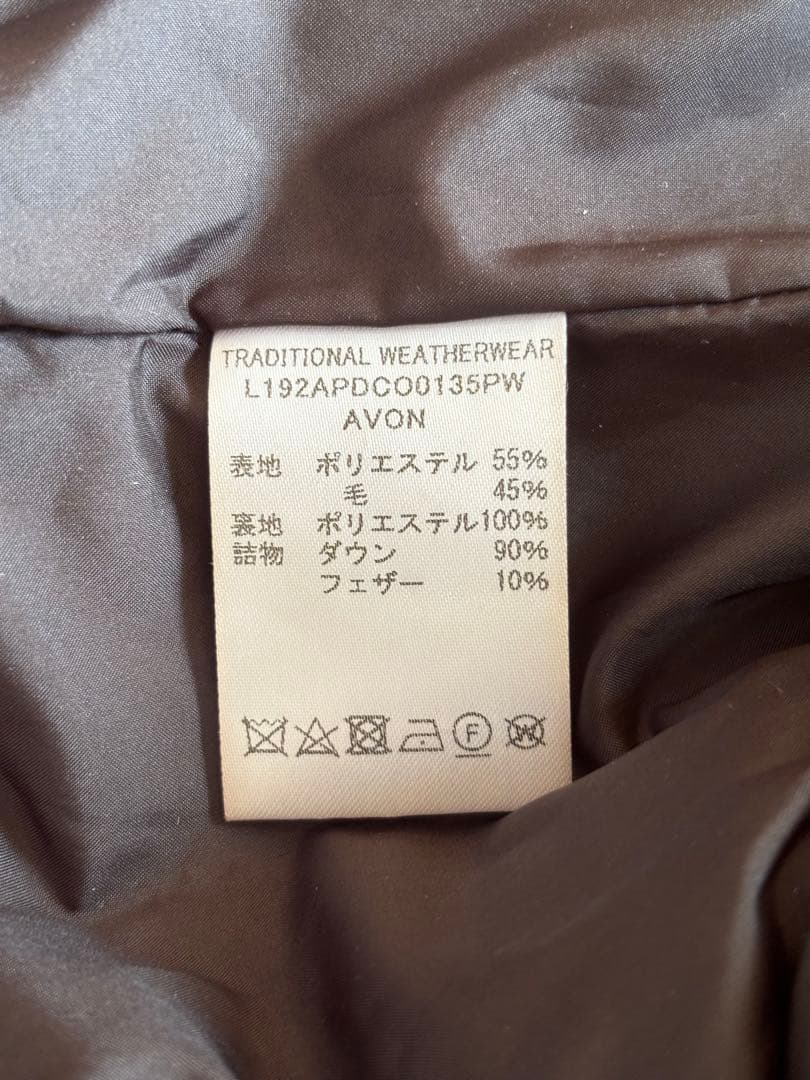 TRADITIONAL WEATHERWEAR
L192APDCO0135PW
AVON
表地 ポリエステル 55%
毛 45%
裏地 ポリエステル100%
詰物 ダウン 90%
フェザー 10%
F W